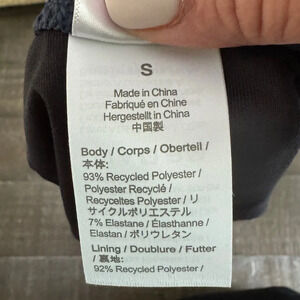 S
Made in China
Fabriqué en Chine
Hergestellt in China
中国製
Body / Corps / Oberteil /
本体:
93% Recycled Polyester /
Polyester Recyclé /
Recyceltes Polyester / リ
サイクルポリエステル
7% Elastane / Élasthanne /
Elastan / ポリウレタン
Lining / Doublure / Futter
/ 裏地:
92% Recycled Polyester /